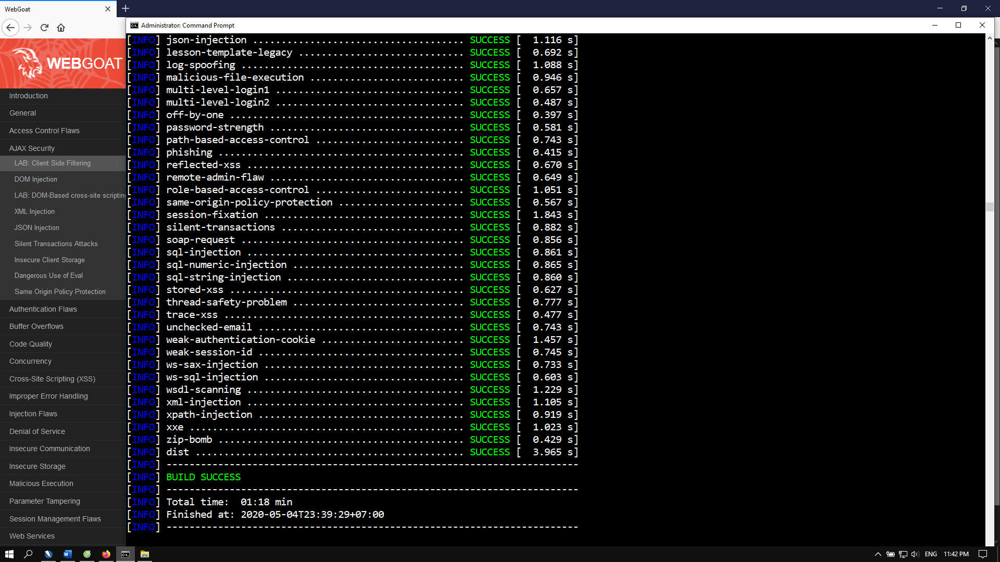 WebGoat
Administrator: Command Prompt
WEBGOAT
Introduction
General
Access Control Flaws
AJAX Security
LAB: Client Side Filtering
DOM Injection
LAB: DOM-Based cross-site scripting
XML Injection
JSON Injection
Silent Transactions Attacks
Insecure Client Storage
Dangerous Use of Eval
Same Origin Policy Protection
Authentication Flaws
Buffer Overflows
Code Quality
Concurrency
Cross-Site Scripting (XSS)
Improper Error Handling
Injection Flaws
Denial of Service
Insecure Communication
Insecure Storage
Malicious Execution
Parameter Tampering
Session Management Flaws
Web Services
[INFO] json-injection ..................................... SUCCESS [  1.116 s]
[INFO] lesson-template-legacy ............................. SUCCESS [  0.692 s]
[INFO] log-spoofing ....................................... SUCCESS [  1.088 s]
[INFO] malicious-file-execution ........................... SUCCESS [  0.946 s]
[INFO] multi-level-login1 ................................. SUCCESS [  0.657 s]
[INFO] multi-level-login2 ................................. SUCCESS [  0.487 s]
[INFO] off-by-one ......................................... SUCCESS [  0.397 s]
[INFO] password-strength .................................. SUCCESS [  0.581 s]
[INFO] path-based-access-control .......................... SUCCESS [  0.743 s]
[INFO] phishing ........................................... SUCCESS [  0.415 s]
[INFO] reflected-xss ...................................... SUCCESS [  0.670 s]
[INFO] remote-admin-flaw .................................. SUCCESS [  0.649 s]
[INFO] role-based-access-control .......................... SUCCESS [  1.051 s]
[INFO] same-origin-policy-protection ...................... SUCCESS [  0.567 s]
[INFO] session-fixation ................................... SUCCESS [  1.843 s]
[INFO] silent-transactions ................................ SUCCESS [  0.882 s]
[INFO] soap-request ....................................... SUCCESS [  0.856 s]
[INFO] sql-injection ...................................... SUCCESS [  0.861 s]
[INFO] sql-numeric-injection .............................. SUCCESS [  0.865 s]
[INFO] sql-string-injection ............................... SUCCESS [  0.860 s]
[INFO] stored-xss ......................................... SUCCESS [  0.627 s]
[INFO] thread-safety-problem .............................. SUCCESS [  0.777 s]
[INFO] trace-xss .......................................... SUCCESS [  0.477 s]
[INFO] unchecked-email .................................... SUCCESS [  0.743 s]
[INFO] weak-authentication-cookie ......................... SUCCESS [  1.457 s]
[INFO] weak-session-id .................................... SUCCESS [  0.745 s]
[INFO] ws-sax-injection ................................... SUCCESS [  0.733 s]
[INFO] ws-sql-injection ................................... SUCCESS [  0.603 s]
[INFO] wsdl-scanning ...................................... SUCCESS [  1.229 s]
[INFO] xml-injection ...................................... SUCCESS [  1.105 s]
[INFO] xpath-injection .................................... SUCCESS [  0.919 s]
[INFO] xxe ................................................ SUCCESS [  1.023 s]
[INFO] zip-bomb ........................................... SUCCESS [  0.429 s]
[INFO] dist ............................................... SUCCESS [  3.965 s]
[INFO] ------------------------------------------------------------------------
[INFO] BUILD SUCCESS
[INFO] ------------------------------------------------------------------------
[INFO] Total time:  01:18 min
[INFO] Finished at: 2020-05-04T23:39:29+07:00
[INFO] ------------------------------------------------------------------------
ENG
11:42 PM